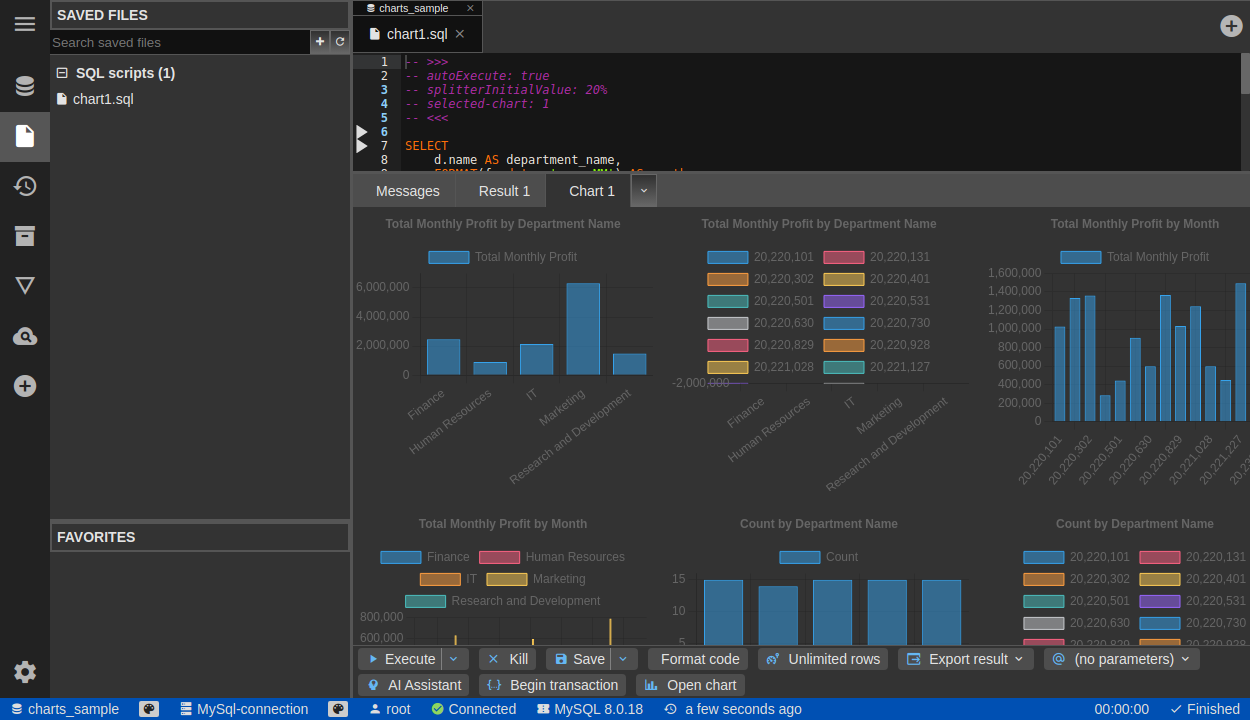 SAVED FILES
Search saved files
SQL scripts (1)
chart1.sql
FAVORITES
charts_sample
chart1.sql
1 -- >>>
2 -- autoExecute: true
3 -- splitterInitialValue: 20%
4 -- selected-chart: 1
5 -- <<<
6
7 SELECT
8 d.name AS department_name,
Messages Result 1 Chart 1
Total Monthly Profit by Department Name
Total Monthly Profit
6,000,000
4,000,000
2,000,000
0
Finance Human Resources IT Marketing Research and Development
Total Monthly Profit by Department Name
20,220,101 20,220,131
20,220,302 20,220,401
20,220,501 20,220,531
20,220,630 20,220,730
20,220,829 20,220,928
20,221,028 20,221,127
-2,000,000
Finance Human Resources IT Marketing Research and Development
Total Monthly Profit by Month
Total Monthly Profit
1,600,000
1,400,000
1,200,000
1,000,000
800,000
600,000
400,000
200,000
0
20,220,101 20,220,302 20,220,501 20,220,630 20,220,829 20,221,028 20,221,227
Total Monthly Profit by Month
Finance Human Resources
IT Marketing
Research and Development
800,000
600,000
Count by Department Name
Count
15
10
5
Count by Department Name
20,220,101 20,220,131
20,220,302 20,220,401
20,220,501 20,220,531
20,220,630 20,220,730
20,220,829 20,220,928
Execute Kill Save Format code Unlimited rows Export result (no parameters)
AI Assistant Begin transaction Open chart
charts_sample MySql-connection root Connected MySQL 8.0.18 a few seconds ago 00:00:00 Finished